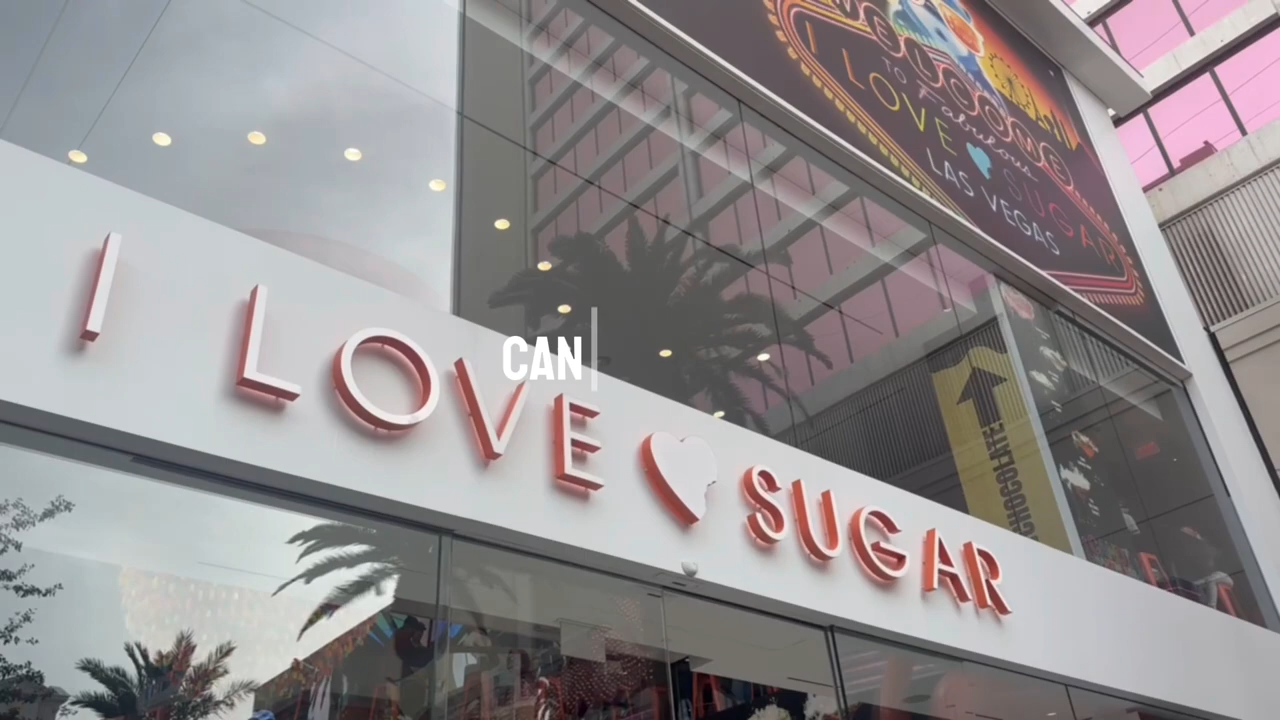 WELCOME
TO Fabulous
I LOVE SUGAR
LAS VEGAS
CAN
I LOVE SUGAR
CHOCOLATE